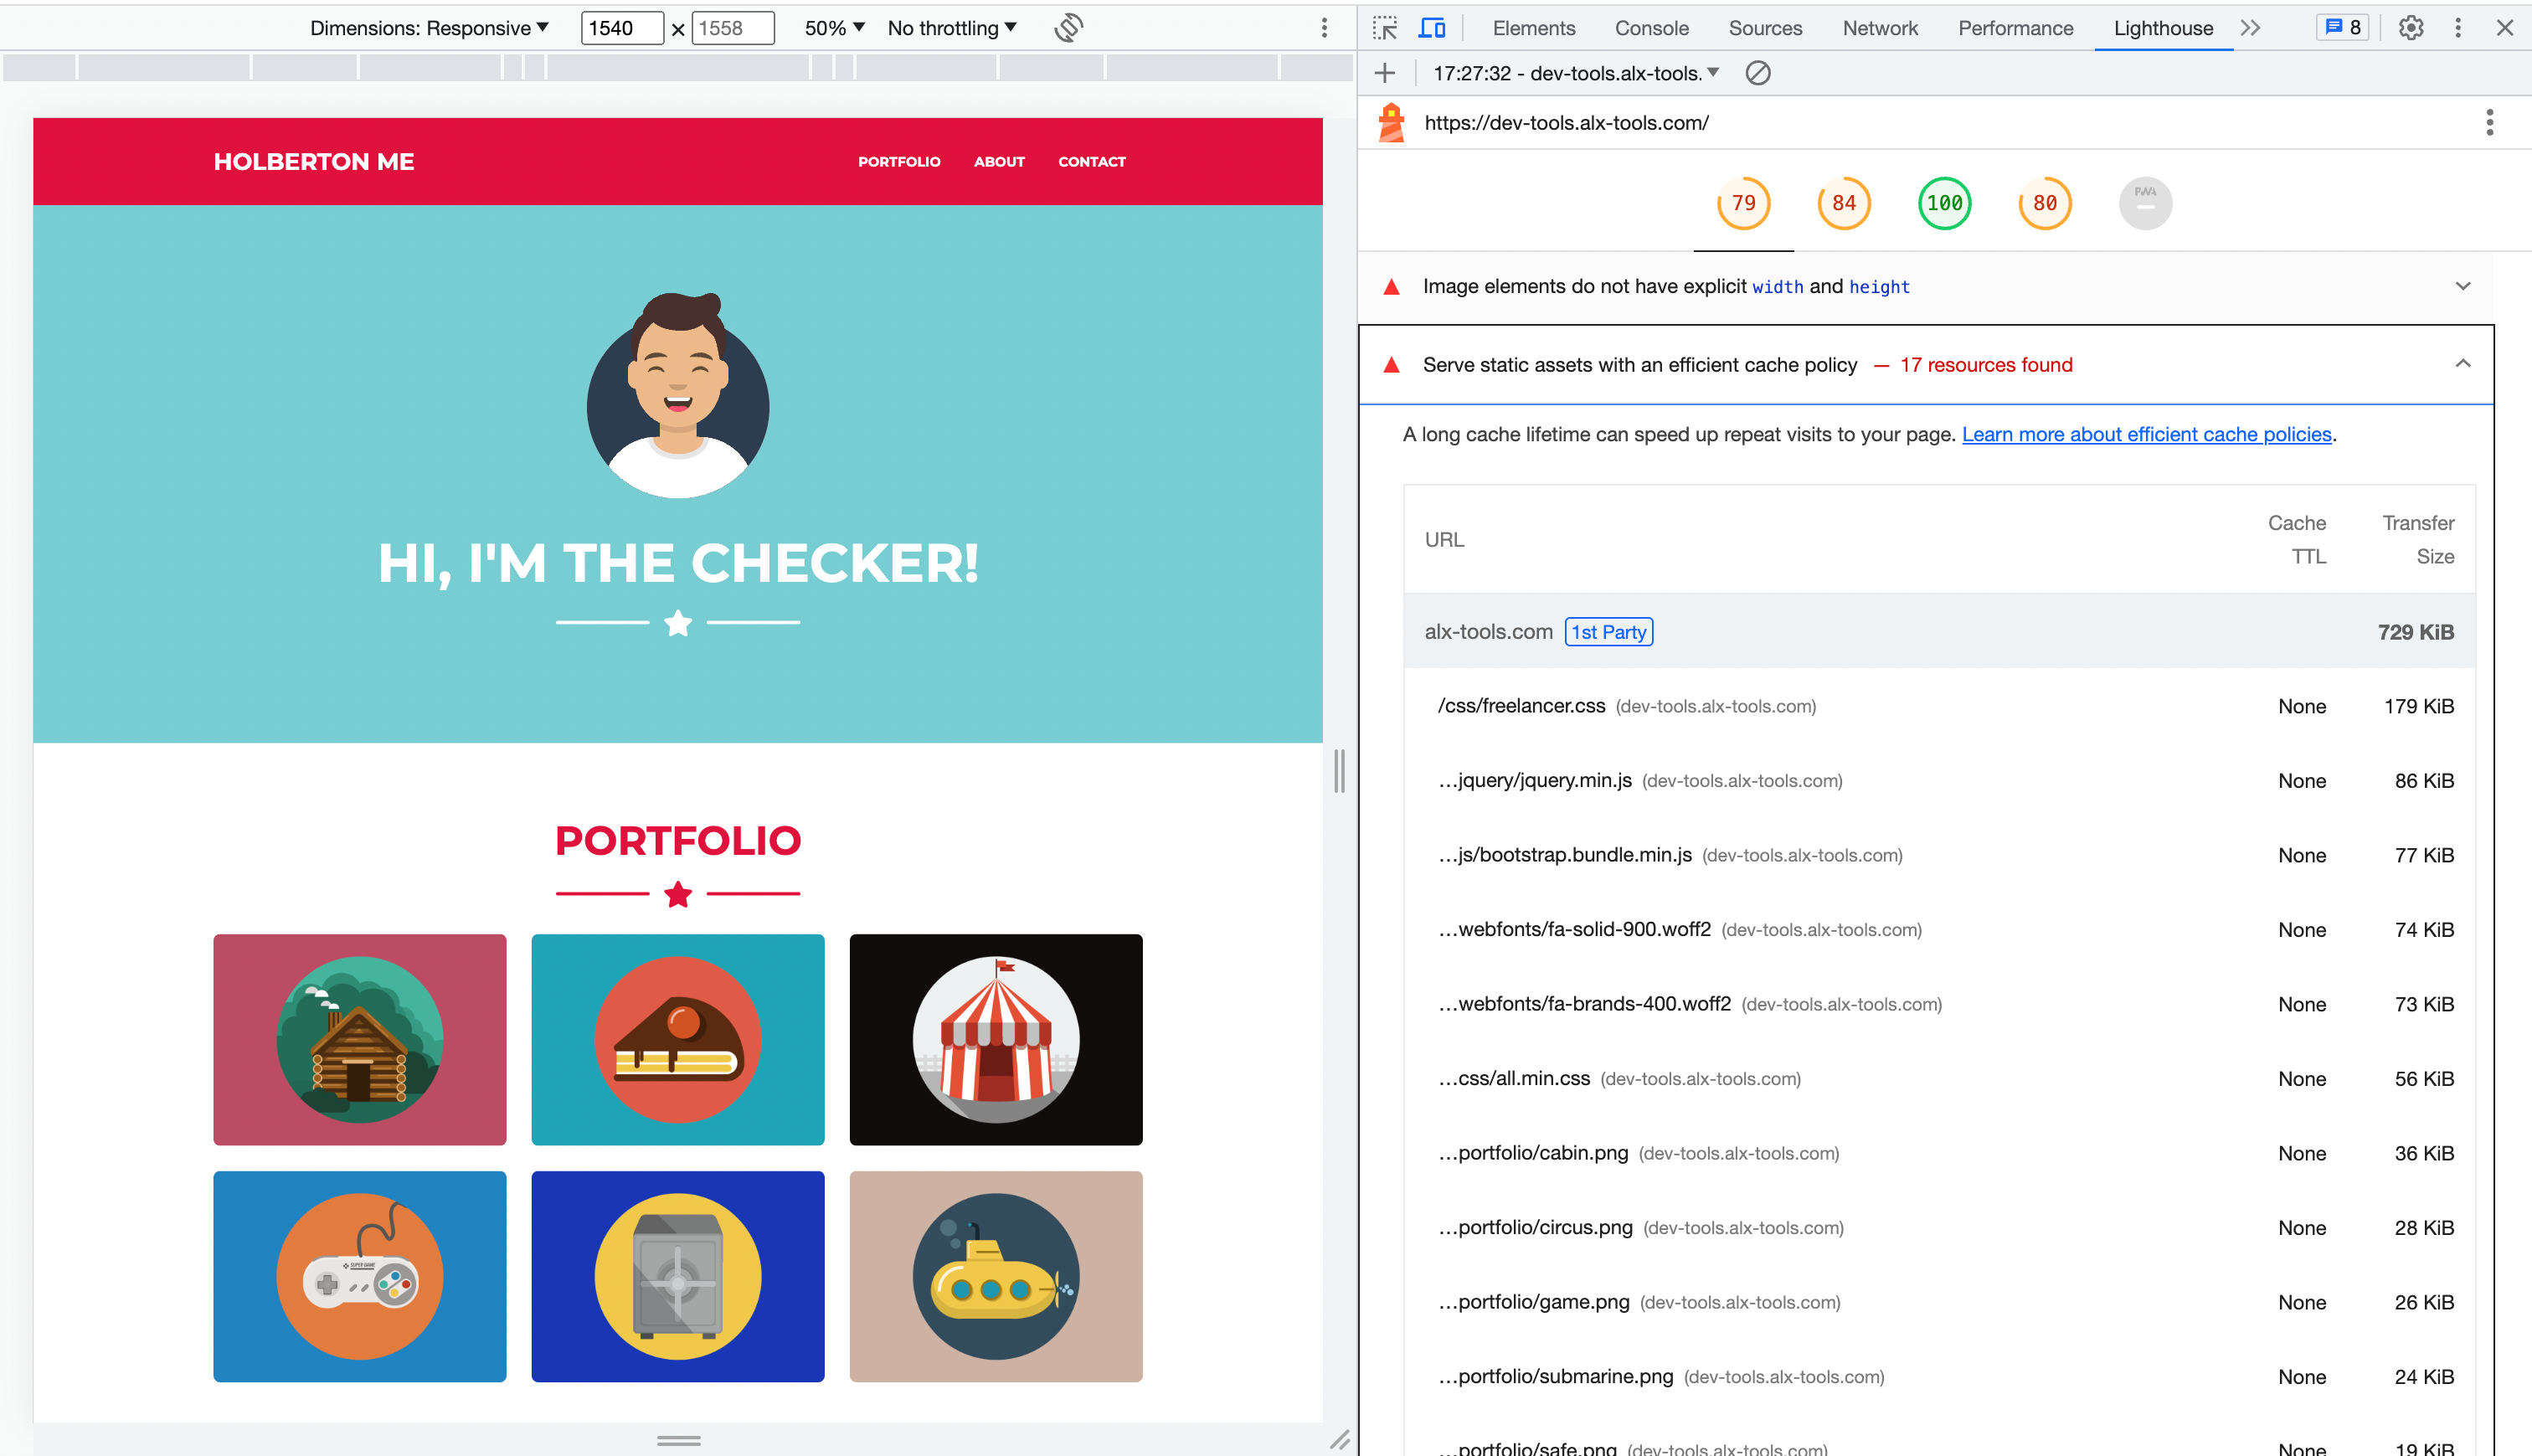 Dimensions: Responsive 1540 × 1558 50% No throttling
HOLBERTON ME PORTFOLIO ABOUT CONTACT
HI, I'M THE CHECKER!
PORTFOLIO
SUPER GAME
Elements Console Sources Network Performance Lighthouse 8
17:27:32 - dev-tools.alx-tools.
https://dev-tools.alx-tools.com/
79 84 100 80 PWA
Image elements do not have explicit width and height
Serve static assets with an efficient cache policy — 17 resources found
A long cache lifetime can speed up repeat visits to your page. Learn more about efficient cache policies.
URL Cache TTL Transfer Size
alx-tools.com 1st Party 729 KiB
/css/freelancer.css (dev-tools.alx-tools.com) None 179 KiB
…jquery/jquery.min.js (dev-tools.alx-tools.com) None 86 KiB
…js/bootstrap.bundle.min.js (dev-tools.alx-tools.com) None 77 KiB
…webfonts/fa-solid-900.woff2 (dev-tools.alx-tools.com) None 74 KiB
…webfonts/fa-brands-400.woff2 (dev-tools.alx-tools.com) None 73 KiB
…css/all.min.css (dev-tools.alx-tools.com) None 56 KiB
…portfolio/cabin.png (dev-tools.alx-tools.com) None 36 KiB
…portfolio/circus.png (dev-tools.alx-tools.com) None 28 KiB
…portfolio/game.png (dev-tools.alx-tools.com) None 26 KiB
…portfolio/submarine.png (dev-tools.alx-tools.com) None 24 KiB
…portfolio/safe.png (dev-tools.alx-tools.com) None 19 KiB